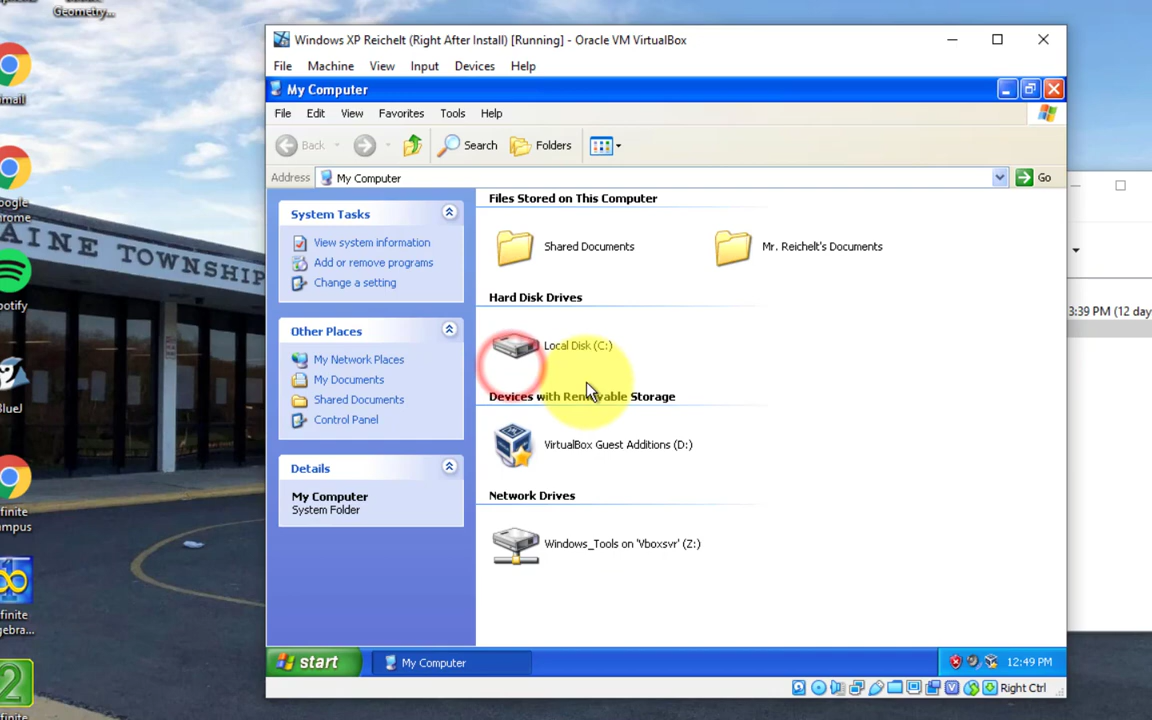 Geometry...
mail
oogle
hrome
potify
BlueJ
finite
mpus
finite
gebra...
finite
AINE TOWNSHIP
Windows XP Reichelt (Right After Install) [Running] - Oracle VM VirtualBox
File Machine View Input Devices Help
My Computer
File Edit View Favorites Tools Help
Back Search Folders
Address My Computer Go
System Tasks
View system information
Add or remove programs
Change a setting
Other Places
My Network Places
My Documents
Shared Documents
Control Panel
Details
My Computer
System Folder
Files Stored on This Computer
Shared Documents Mr. Reichelt's Documents
Hard Disk Drives
Local Disk (C:)
Devices with Removable Storage
VirtualBox Guest Additions (D:)
Network Drives
Windows_Tools on 'Vboxsvr' (Z:)
3:39 PM (12 day
start My Computer 12:49 PM
Right Ctrl